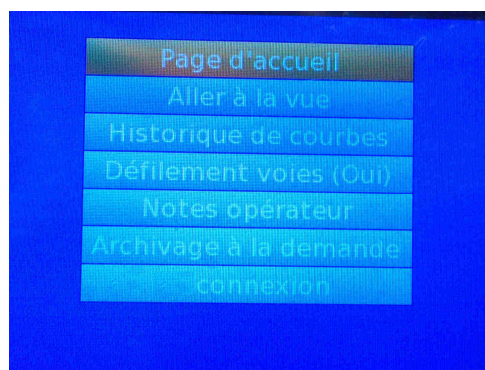 Page d'accueil
Aller à la vue
Historique de courbes
Défilement voies (Oui)
Notes opérateur
Archivage à la demande
connexion